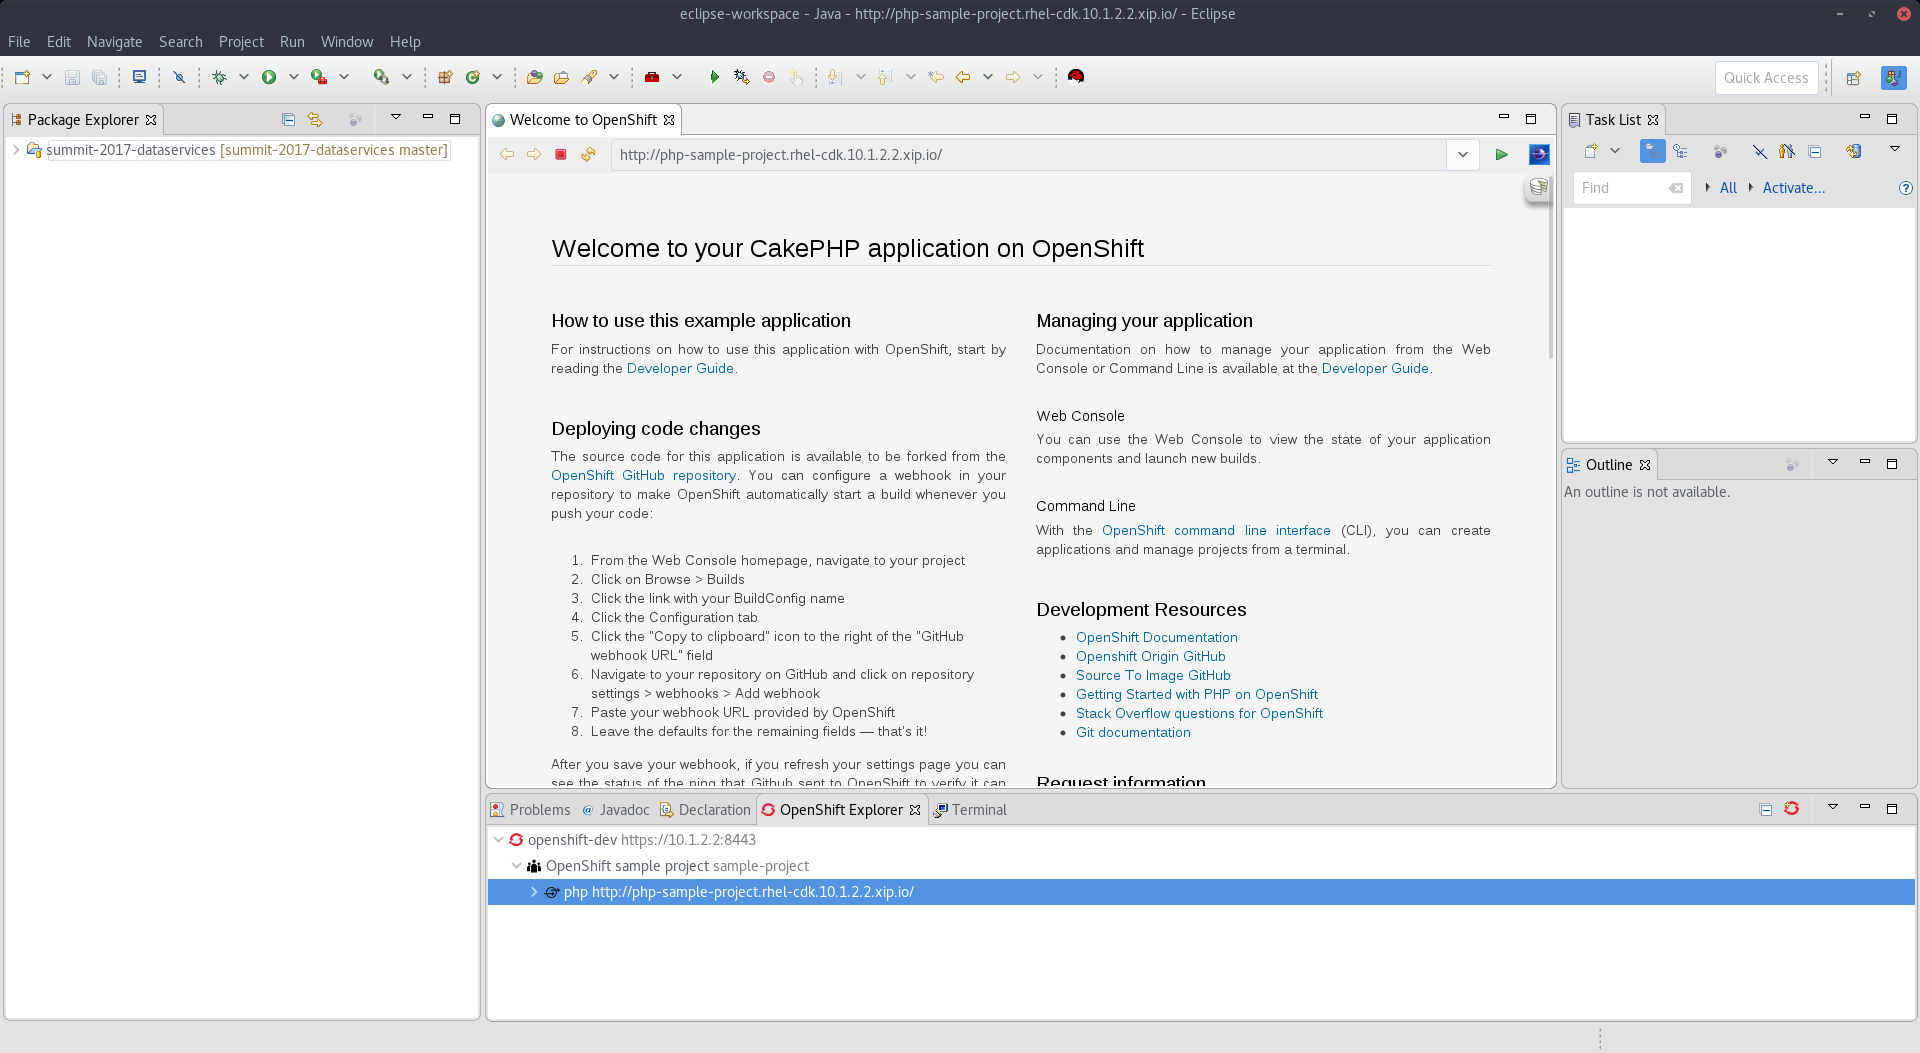 eclipse-workspace - Java - http://php-sample-project.rhel-cdk.10.1.2.2.xip.io/ - Eclipse
File Edit Navigate Search Project Run Window Help
Quick Access
Package Explorer
summit-2017-dataservices [summit-2017-dataservices master]
Welcome to OpenShift
http://php-sample-project.rhel-cdk.10.1.2.2.xip.io/
Welcome to your CakePHP application on OpenShift
How to use this example application
For instructions on how to use this application with OpenShift, start by
reading the Developer Guide.
Deploying code changes
The source code for this application is available to be forked from the
OpenShift GitHub repository. You can configure a webhook in your
repository to make OpenShift automatically start a build whenever you
push your code:
1. From the Web Console homepage, navigate to your project
2. Click on Browse > Builds
3. Click the link with your BuildConfig name
4. Click the Configuration tab
5. Click the "Copy to clipboard" icon to the right of the "GitHub
webhook URL" field
6. Navigate to your repository on GitHub and click on repository
settings > webhooks > Add webhook
7. Paste your webhook URL provided by OpenShift
8. Leave the defaults for the remaining fields — that's it!
After you save your webhook, if you refresh your settings page you can
see the status of the ping that Github sent to OpenShift to verify it can
Managing your application
Documentation on how to manage your application from the Web
Console or Command Line is available at the Developer Guide.
Web Console
You can use the Web Console to view the state of your application
components and launch new builds.
Command Line
With the OpenShift command line interface (CLI), you can create
applications and manage projects from a terminal.
Development Resources
OpenShift Documentation
Openshift Origin GitHub
Source To Image GitHub
Getting Started with PHP on OpenShift
Stack Overflow questions for OpenShift
Git documentation
Request information
Task List
Find
All
Activate...
Outline
An outline is not available.
Problems
@ Javadoc
Declaration
OpenShift Explorer
Terminal
openshift-dev https://10.1.2.2:8443
OpenShift sample project sample-project
php http://php-sample-project.rhel-cdk.10.1.2.2.xip.io/